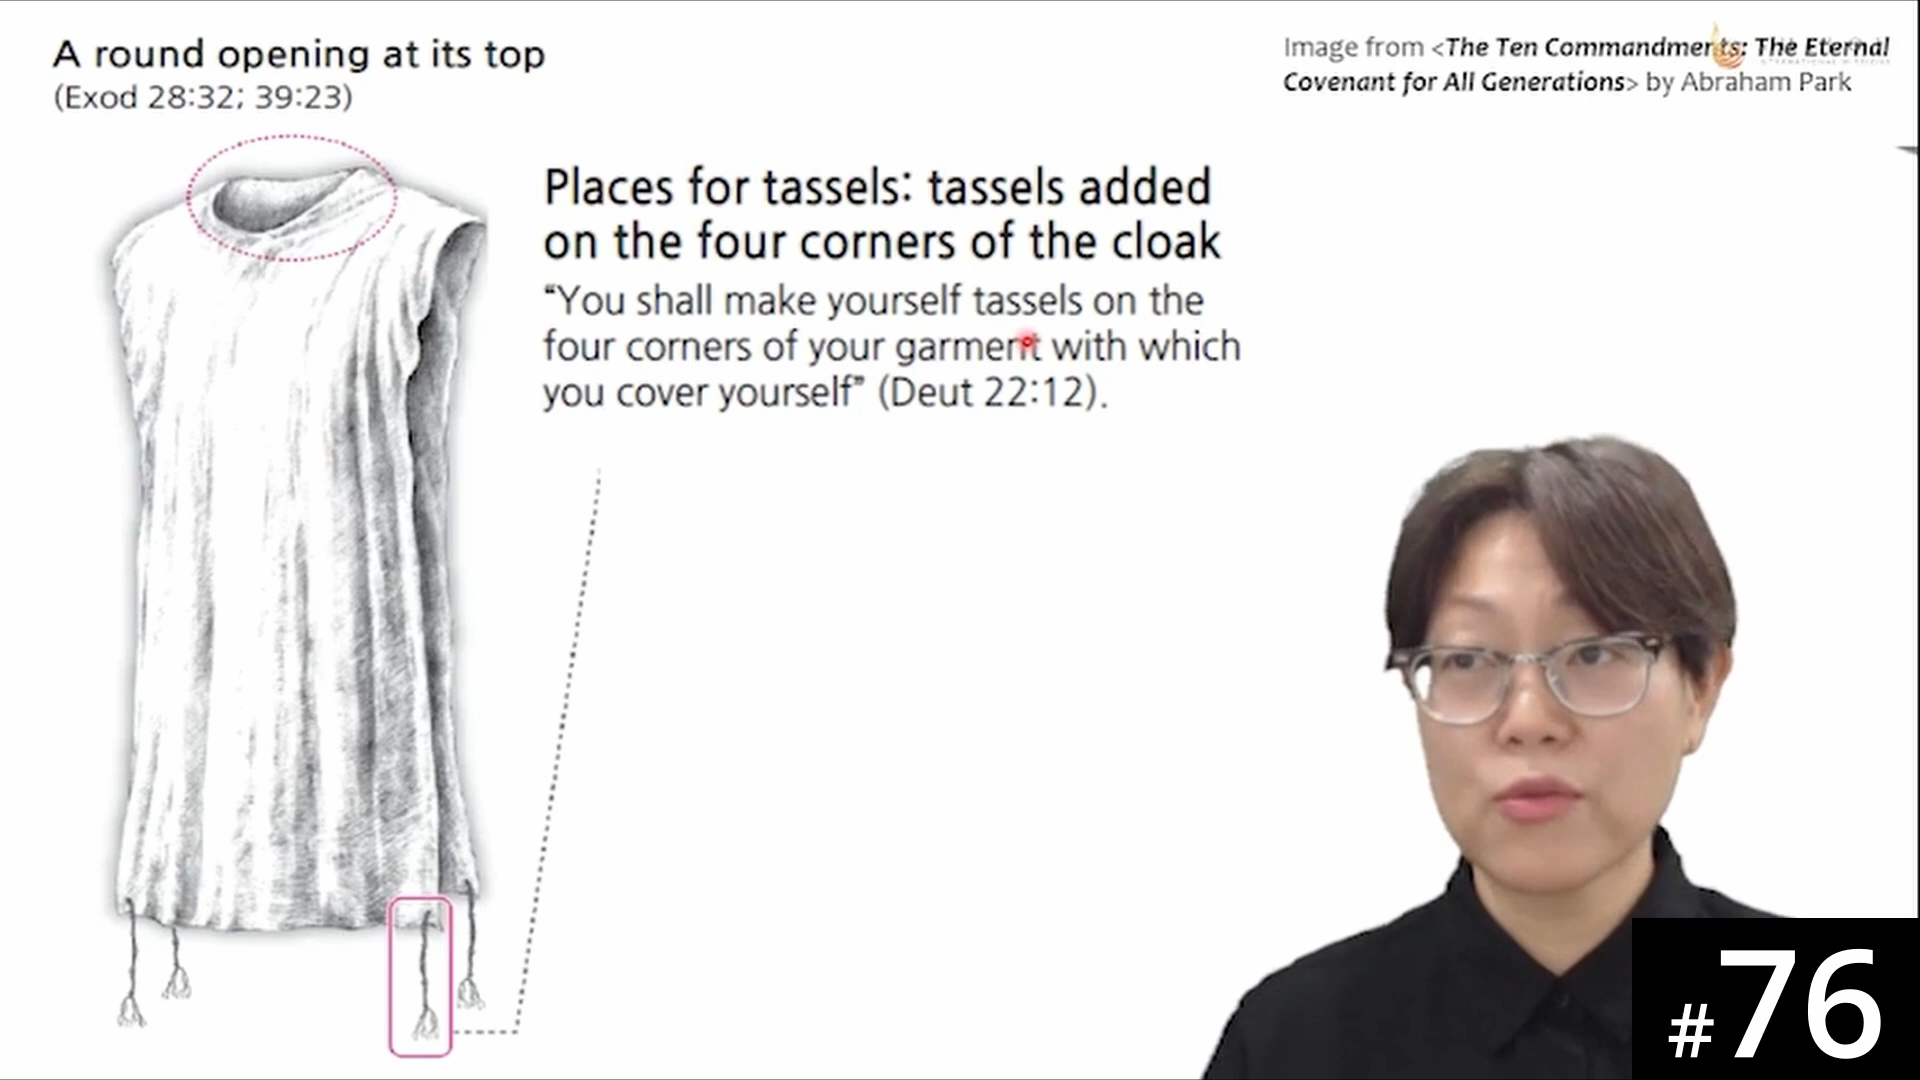 A round opening at its top
(Exod 28:32; 39:23)
Image from <The Ten Commandments: The Eternal
Covenant for All Generations> by Abraham Park
Places for tassels: tassels added
on the four corners of the cloak
“You shall make yourself tassels on the
four corners of your garment with which
you cover yourself” (Deut 22:12).
#76